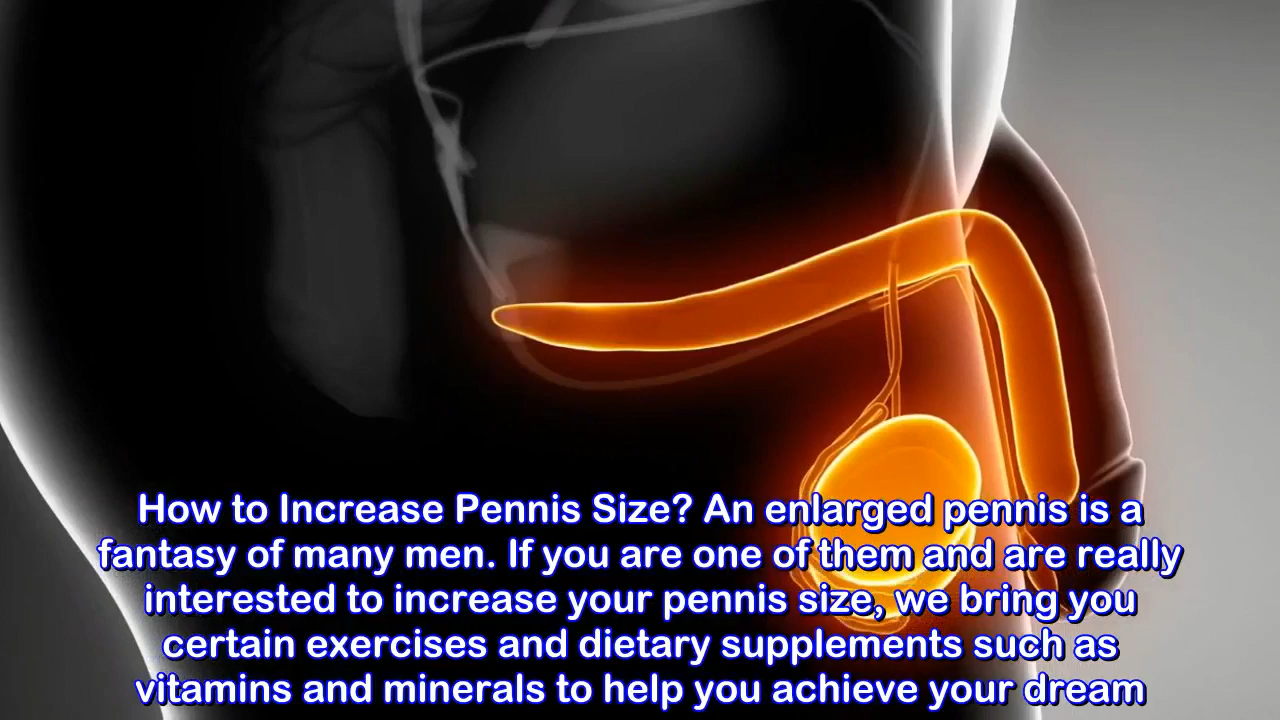 How to Increase Pennis Size? An enlarged pennis is a
fantasy of many men. If you are one of them and are really
interested to increase your pennis size, we bring you
certain exercises and dietary supplements such as
vitamins and minerals to help you achieve your dream